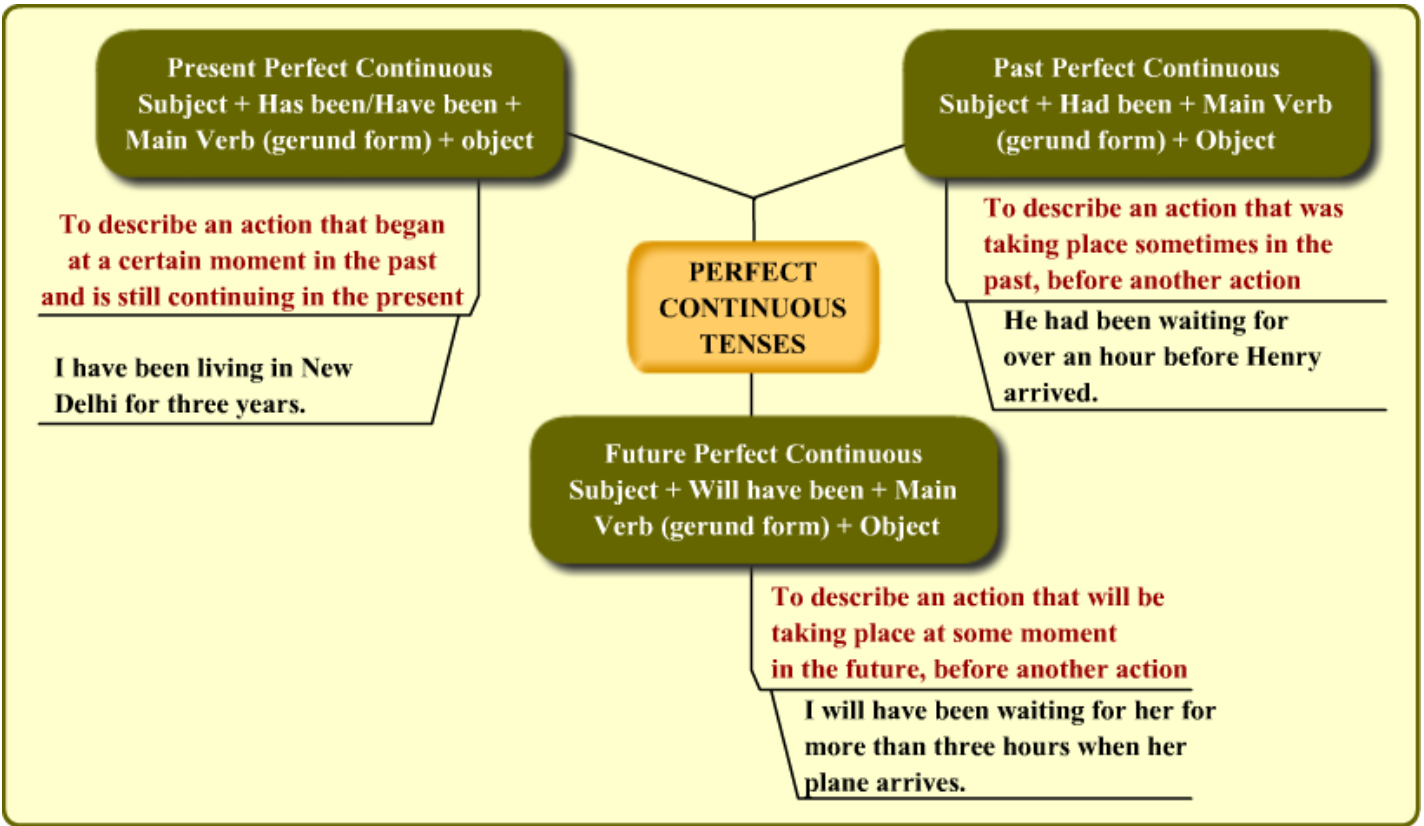 Present Perfect Continuous
Subject + Has been/Have been +
Main Verb (gerund form) + object
To describe an action that began
at a certain moment in the past
and is still continuing in the present
I have been living in New
Delhi for three years.
Past Perfect Continuous
Subject + Had been + Main Verb
(gerund form) + Object
To describe an action that was
taking place sometimes in the
past, before another action
He had been waiting for
over an hour before Henry
arrived.
PERFECT
CONTINUOUS
TENSES
Future Perfect Continuous
Subject + Will have been + Main
Verb (gerund form) + Object
To describe an action that will be
taking place at some moment
in the future, before another action
I will have been waiting for her for
more than three hours when her
plane arrives.